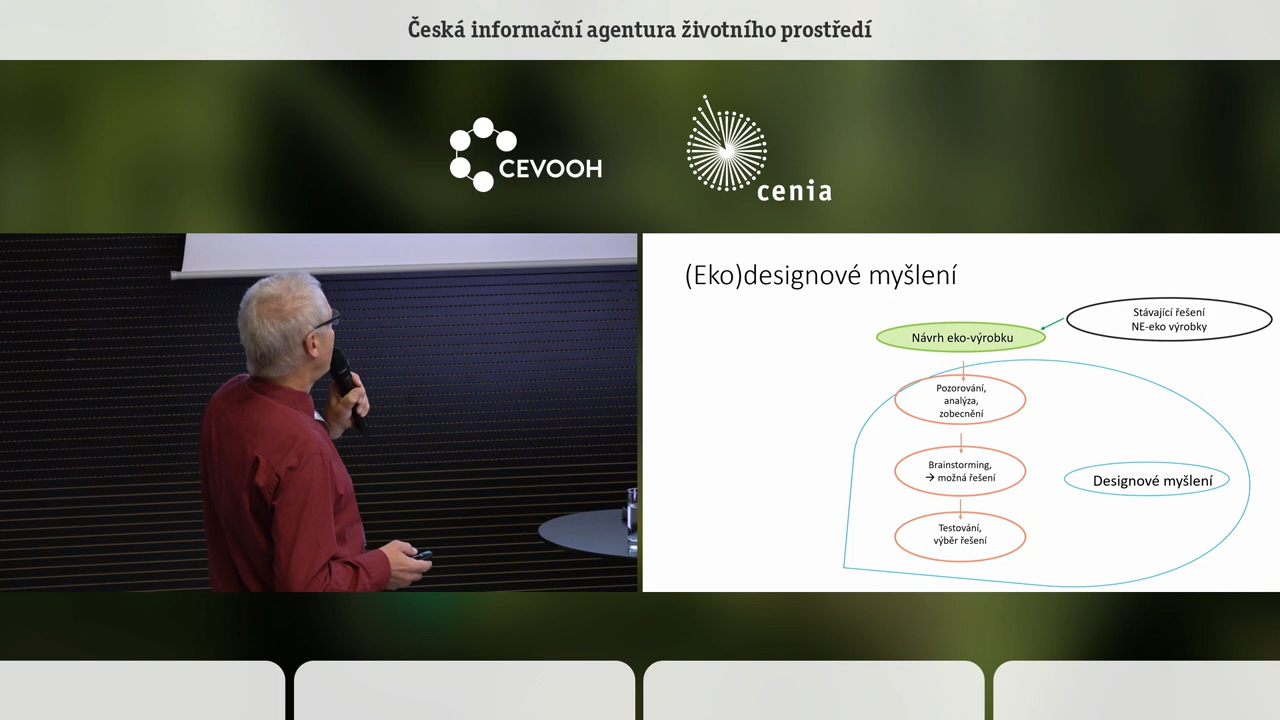 Česká informační agentura životního prostředí
CEVOOH
cenia
(Eko)designové myšlení
Stávající řešení
NE-eko výrobky
Návrh eko-výrobku
Pozorování,
analýza,
zobecnění
Brainstorming,
→ možná řešení
Designové myšlení
Testování,
výběr řešení